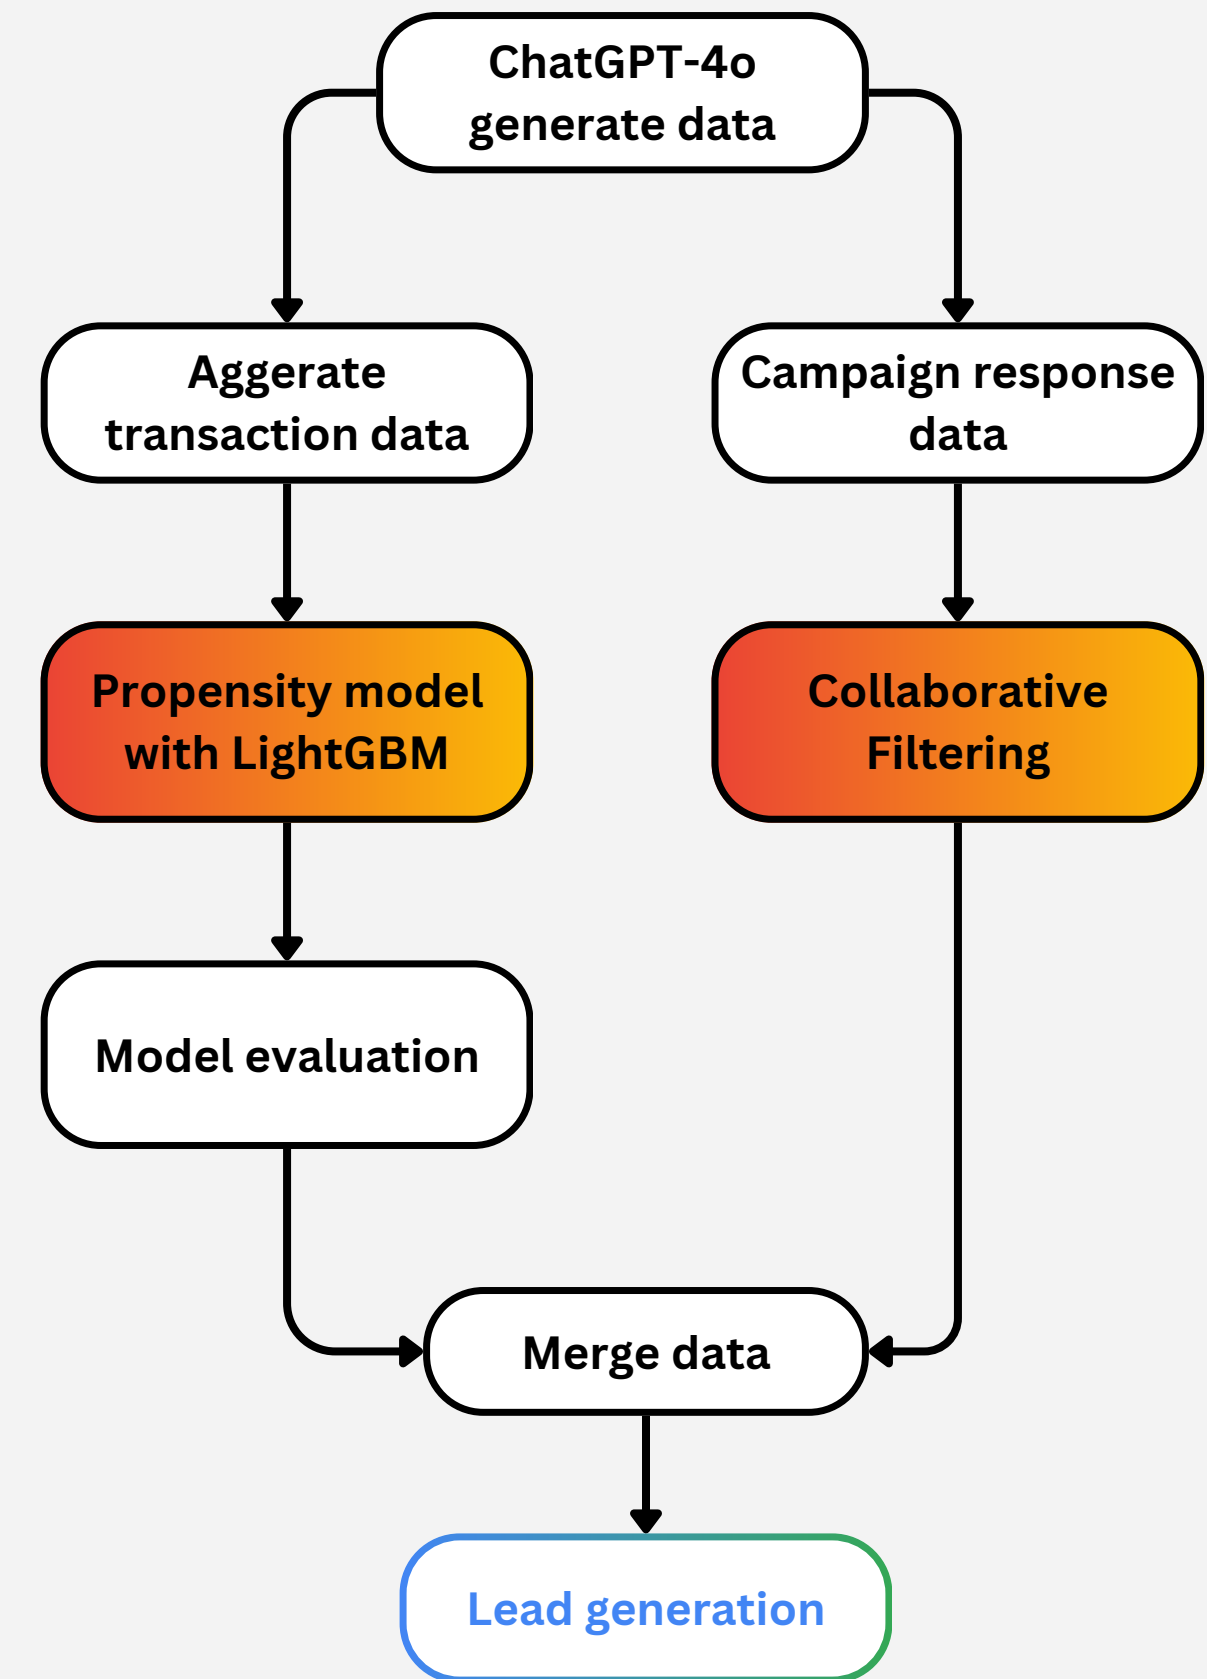 ChatGPT-4o
generate data
Aggerate
transaction data
Campaign response
data
Propensity model
with LightGBM
Collaborative
Filtering
Model evaluation
Merge data
Lead generation